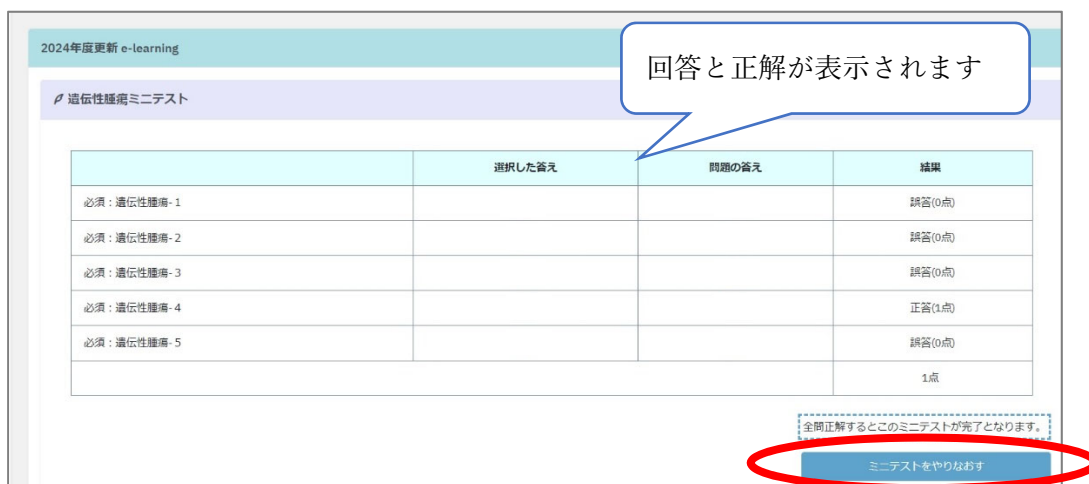 2024年度更新 e-learning
回答と正解が表示されます
遺伝性腫瘍ミニテスト
選択した答え 問題の答え 結果
必須：遺伝性腫瘍-1 誤答(0点)
必須：遺伝性腫瘍-2 誤答(0点)
必須：遺伝性腫瘍-3 誤答(0点)
必須：遺伝性腫瘍-4 正答(1点)
必須：遺伝性腫瘍-5 誤答(0点)
1点
全問正解するとこのミニテストが完了となります。
ミニテストをやりなおす